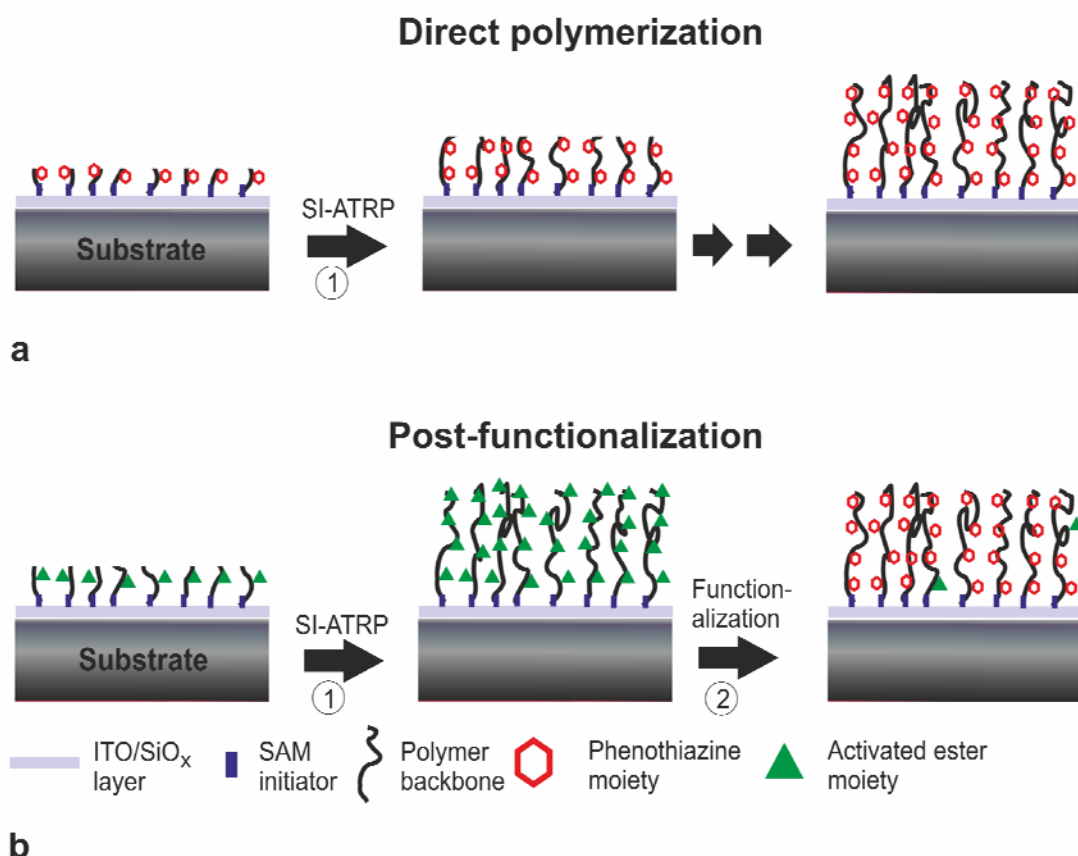 Direct polymerization
SI-ATRP
Substrate
1
a
Post-functionalization
Function-
alization
SI-ATRP
Substrate
1
2
ITO/SiOx
layer
SAM
initiator
Polymer
backbone
Phenothiazine
moiety
Activated ester
moiety
b